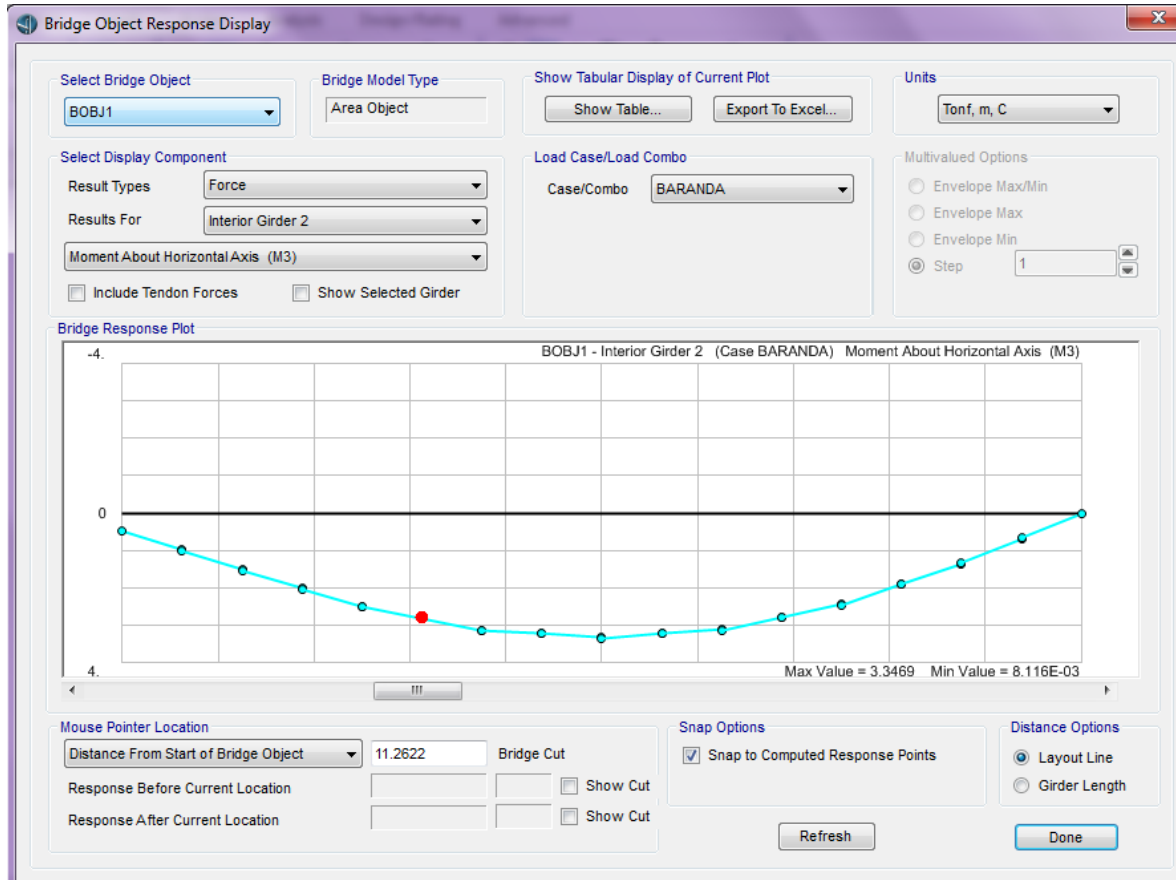 Bridge Object Response Display
Select Bridge Object
BOBJ1
Bridge Model Type
Area Object
Show Tabular Display of Current Plot
Show Table...
Export To Excel...
Units
Tonf, m, C
Select Display Component
Result Types
Force
Results For
Interior Girder 2
Moment About Horizontal Axis (M3)
Include Tendon Forces
Show Selected Girder
Load Case/Load Combo
Case/Combo
BARANDA
Multivalued Options
Envelope Max/Min
Envelope Max
Envelope Min
Step
1
Bridge Response Plot
-4.
BOBJ1 - Interior Girder 2 (Case BARANDA) Moment About Horizontal Axis (M3)
0
4.
Max Value = 3.3469 Min Value = 8.116E-03
Mouse Pointer Location
Distance From Start of Bridge Object
11.2622
Bridge Cut
Response Before Current Location
Show Cut
Response After Current Location
Show Cut
Snap Options
Snap to Computed Response Points
Distance Options
Layout Line
Girder Length
Refresh
Done